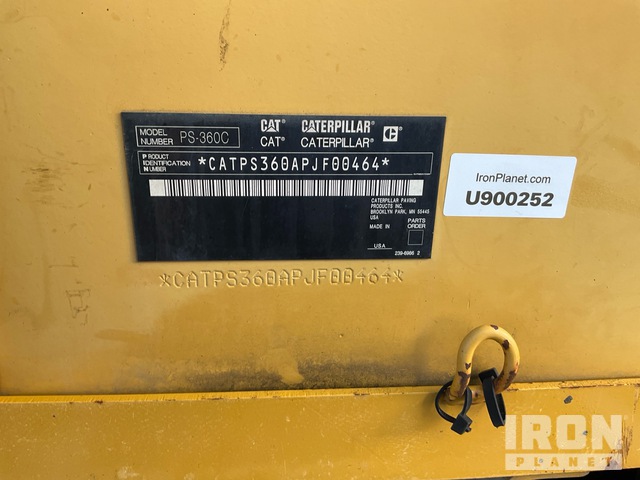 MODEL NUMBER PS-360C
CAT CATERPILLAR C
CAT CATERPILLAR
PRODUCT
IDENTIFICATION
NUMBER
*CATPS360APJF00464*
CATERPILLAR PAVING
PRODUCTS INC.
BROOKLYN PARK, MN 55445
USA
MADE IN
USA
PARTS
ORDER
239-6966 2
*CATPS360APJF00464*
IronPlanet.com
U900252
IRON
PLANET